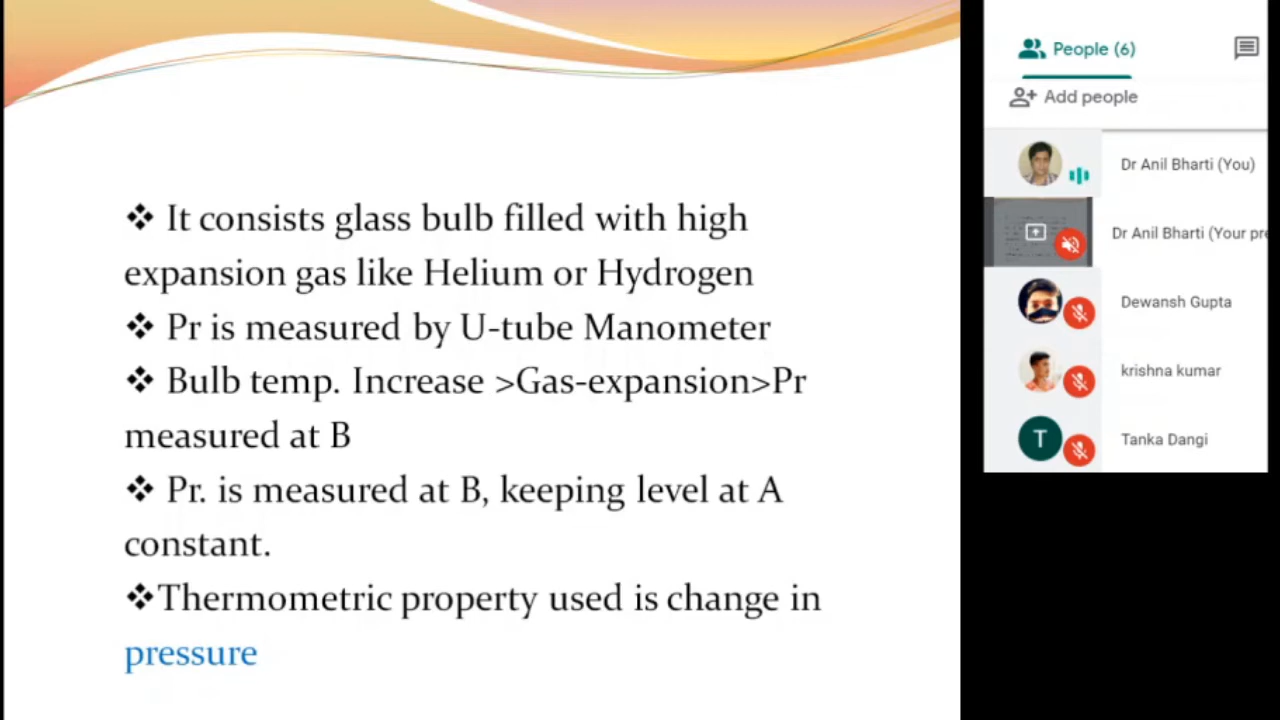 ❖ It consists glass bulb filled with high
expansion gas like Helium or Hydrogen
❖ Pr is measured by U-tube Manometer
❖ Bulb temp. Increase >Gas-expansion>Pr
measured at B
❖ Pr. is measured at B, keeping level at A
constant.
❖Thermometric property used is change in
pressure
People (6)
Add people
Dr Anil Bharti (You)
Dr Anil Bharti (Your pre
Dewansh Gupta
krishna kumar
T
Tanka Dangi